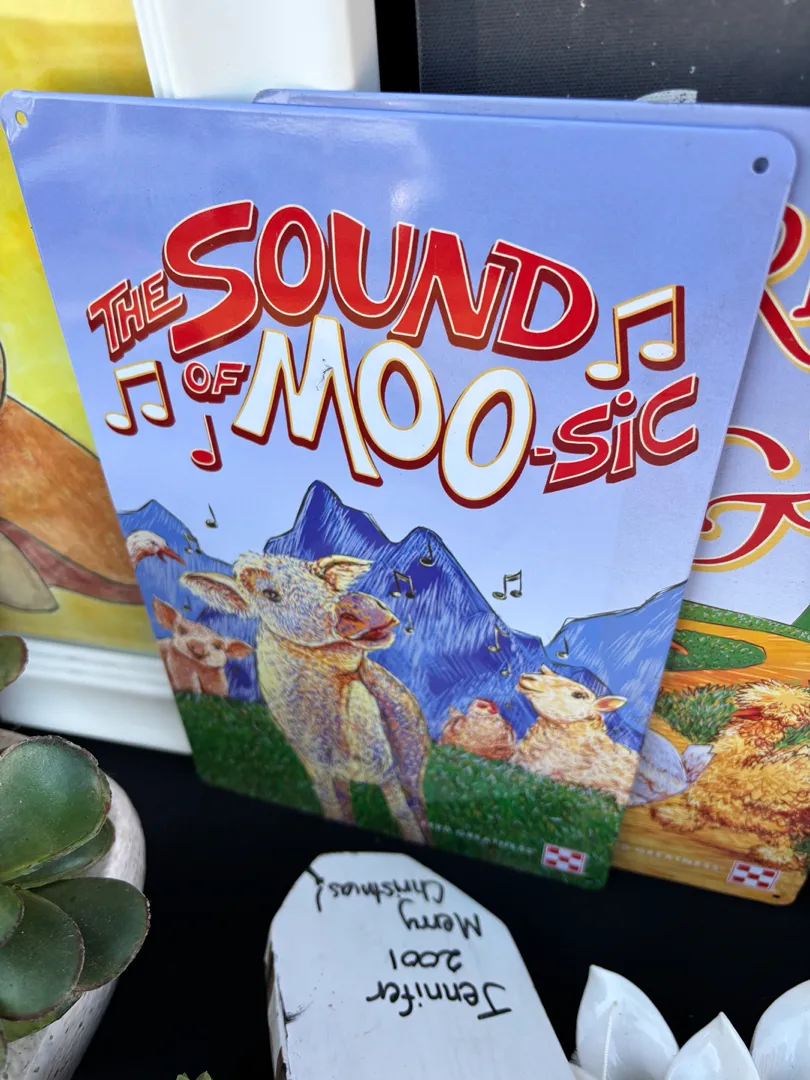 THE SOUND
OF MOO-SiC
Jennifer
2001
Merry
Christmas!